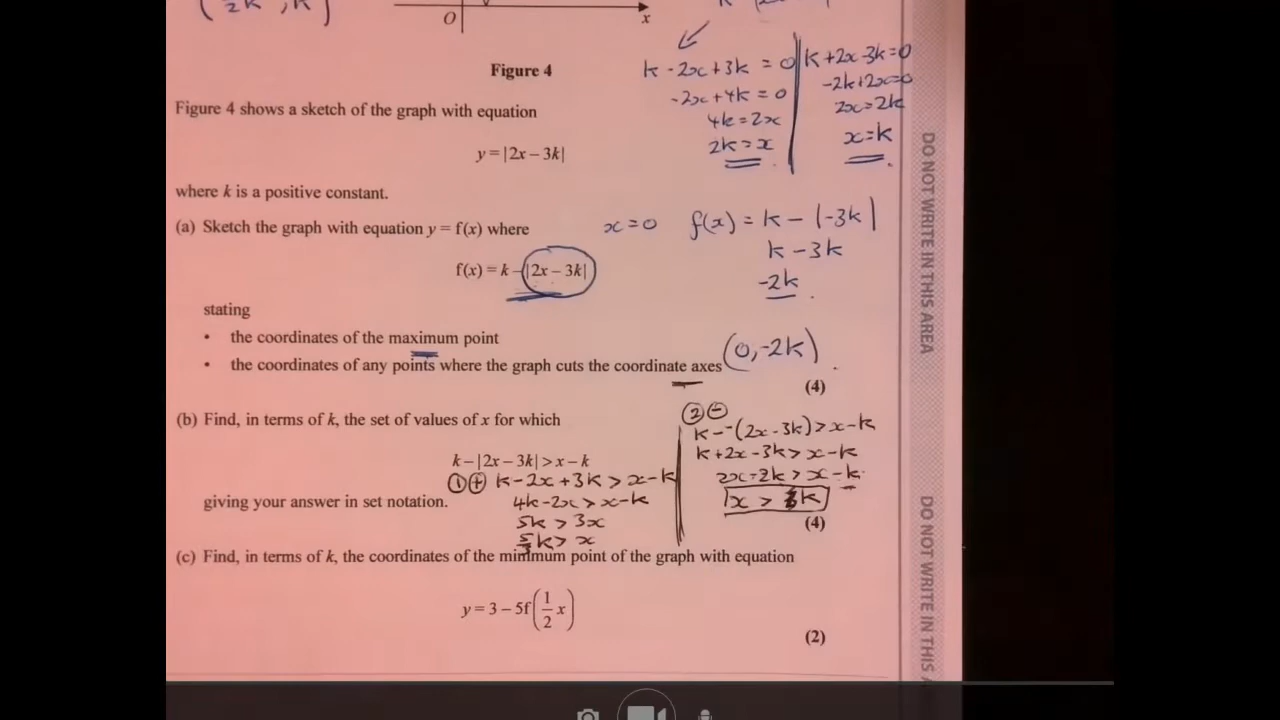 2k , k)
O
x
k - 2x + 3k = 0
-2x + 4k = 0
4k = 2x
2k = x
k + 2x - 3k = 0
-2k + 2x = 0
2x = 2k
x = k
Figure 4
Figure 4 shows a sketch of the graph with equation
y = |2x – 3k|
where k is a positive constant.
(a) Sketch the graph with equation y = f(x) where
x = 0 f(x) = k - |-3k|
k - 3k
-2k
f(x) = k – |2x – 3k|
stating
• the coordinates of the maximum point
• the coordinates of any points where the graph cuts the coordinate axes
(0, -2k)
(4)
(b) Find, in terms of k, the set of values of x for which
k – |2x – 3k| > x – k
① ⊕ k - 2x + 3k > x - k
4k - 2x > x - k
5k > 3x
5/3 k > x
② ⊖
k - -(2x - 3k) > x - k
k + 2x - 3k > x - k
2x - 2k > x - k
x > k
giving your answer in set notation.
(4)
(c) Find, in terms of k, the coordinates of the minimum point of the graph with equation
y = 3 – 5f(1/2 x)
(2)
DO NOT WRITE IN THIS AREA
DO NOT WRITE IN THIS A